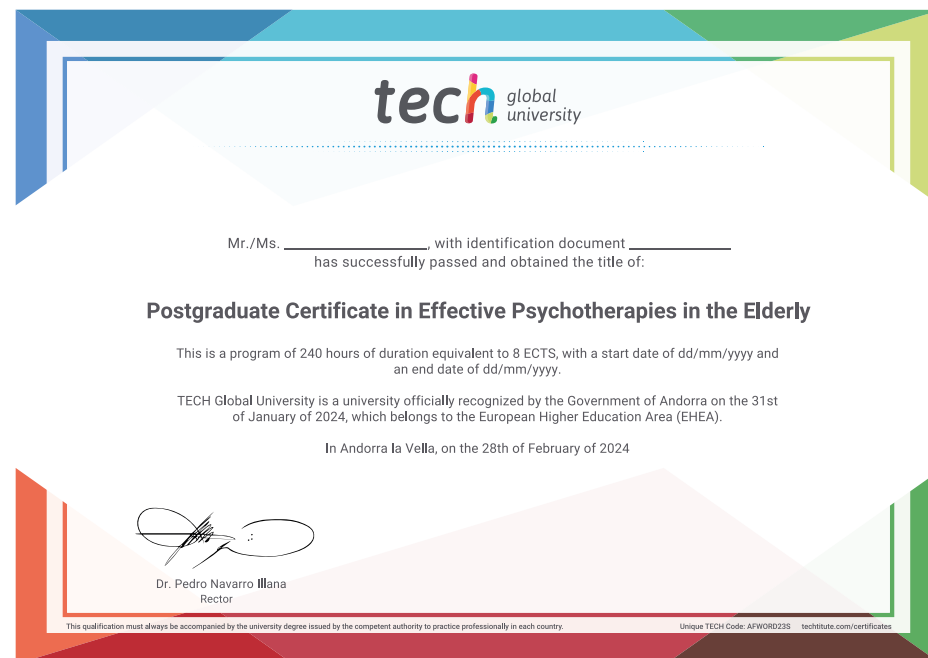 tech global
university
Mr./Ms. ____________, with identification document ____________
has successfully passed and obtained the title of:
Postgraduate Certificate in Effective Psychotherapies in the Elderly
This is a program of 240 hours of duration equivalent to 8 ECTS, with a start date of dd/mm/yyyy and
an end date of dd/mm/yyyy.
TECH Global University is a university officially recognized by the Government of Andorra on the 31st
of January of 2024, which belongs to the European Higher Education Area (EHEA).
In Andorra la Vella, on the 28th of February of 2024
Dr. Pedro Navarro Illana
Rector
This qualification must always be accompanied by the university degree issued by the competent authority to practice professionally in each country.
Unique TECH Code: AFWORD23S techtitute.com/certificates